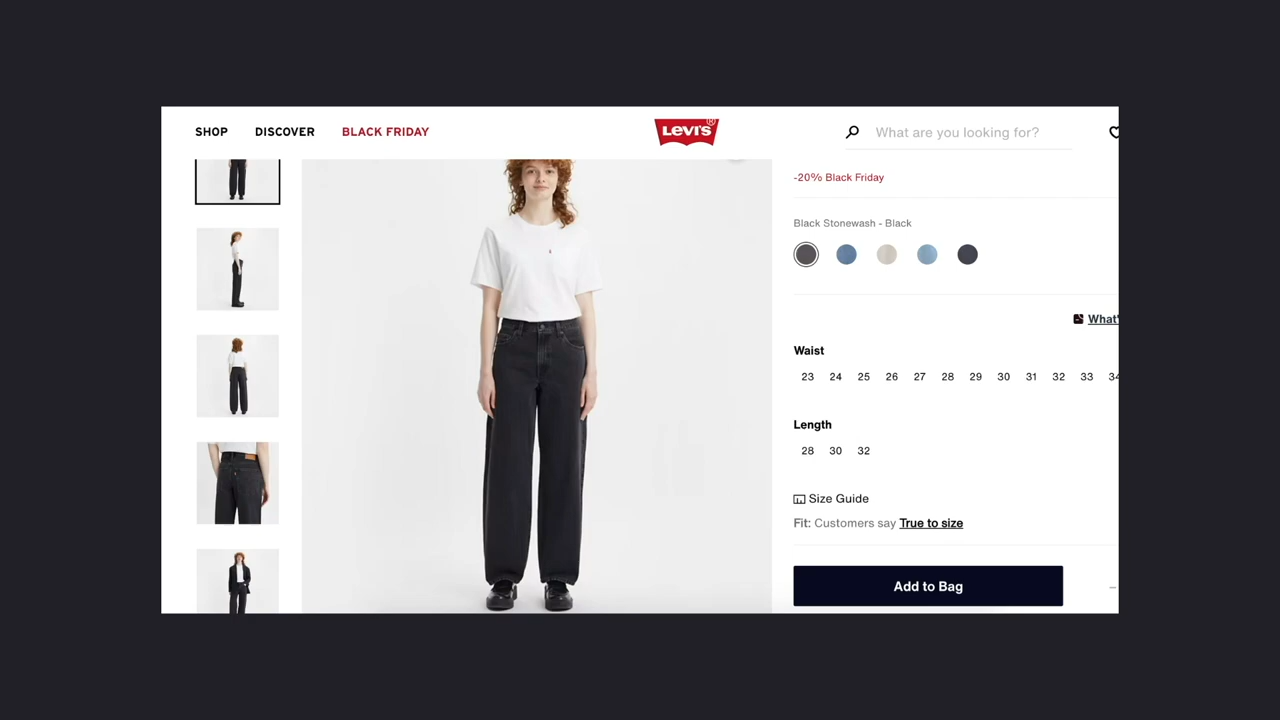 SHOP DISCOVER BLACK FRIDAY LEVI'S® What are you looking for?
-20% Black Friday
Black Stonewash - Black
What'
Waist
23 24 25 26 27 28 29 30 31 32 33 34
Length
28 30 32
Size Guide
Fit: Customers say True to size
Add to Bag